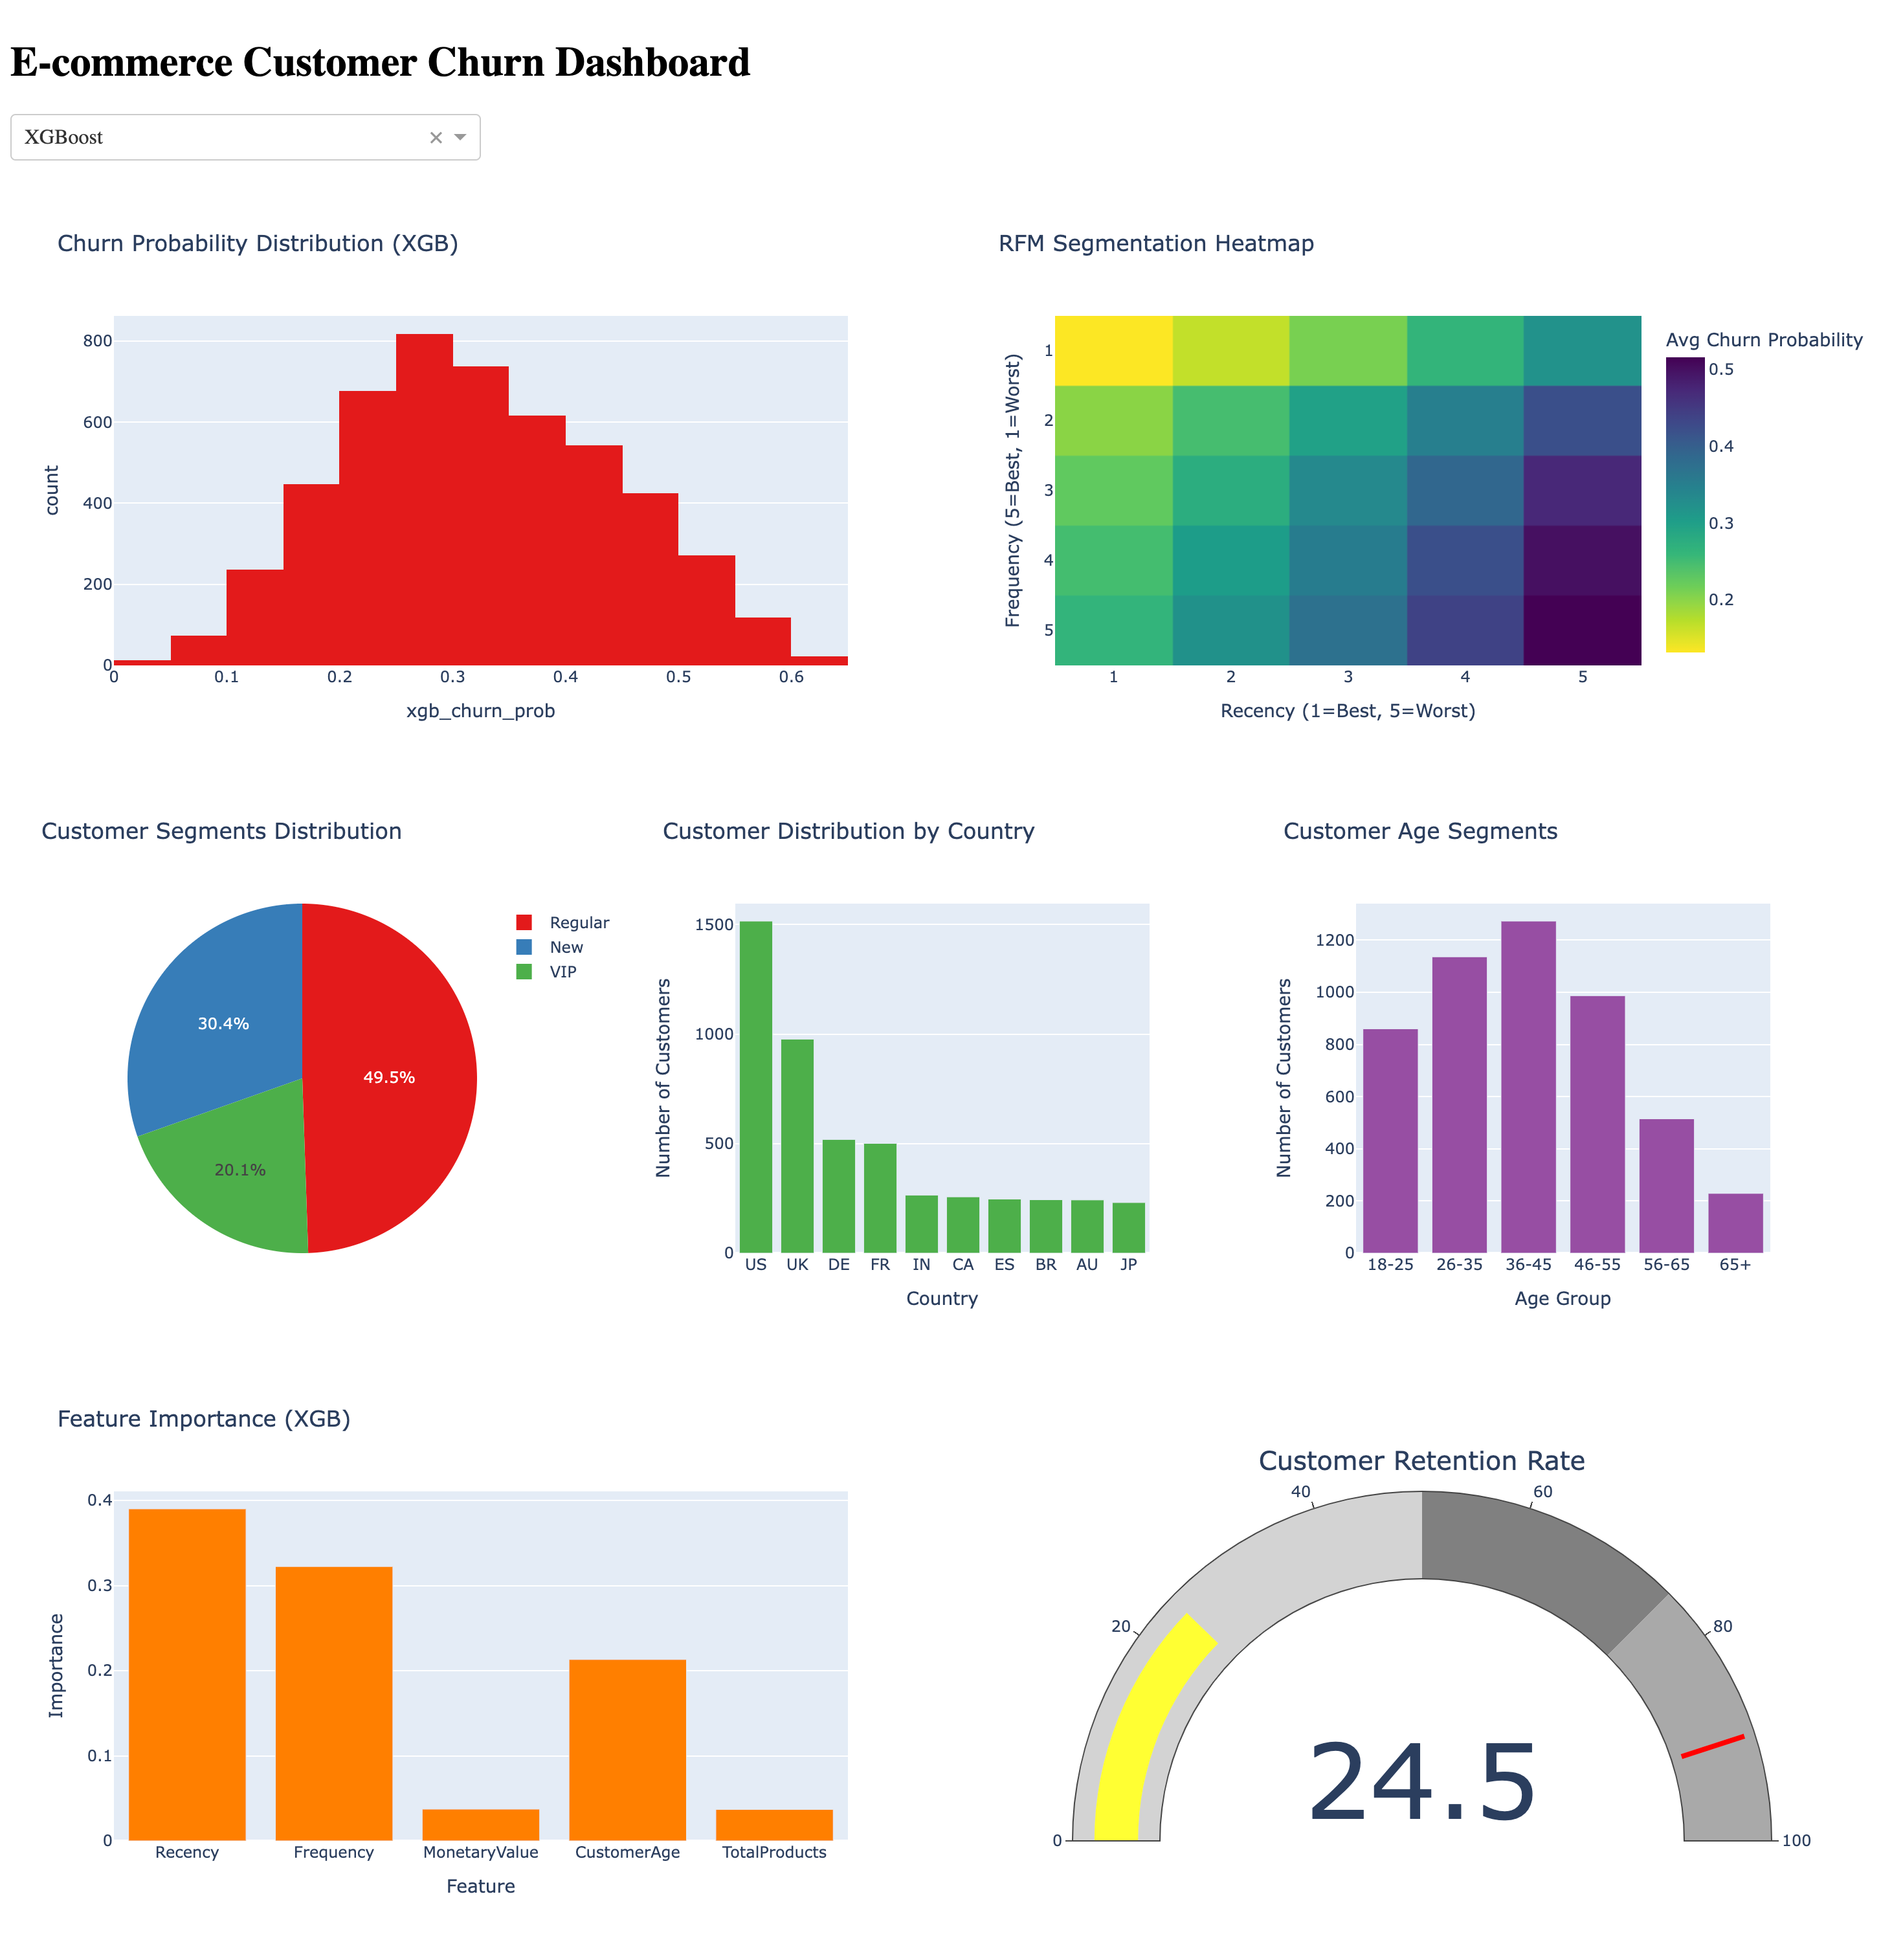 E-commerce Customer Churn Dashboard
XGBoost
Churn Probability Distribution (XGB)
800
600
400
200
0
count
0 0.1 0.2 0.3 0.4 0.5 0.6
xgb_churn_prob
RFM Segmentation Heatmap
1
2
3
4
5
Frequency (5=Best, 1=Worst)
1 2 3 4 5
Recency (1=Best, 5=Worst)
Avg Churn Probability
0.5
0.4
0.3
0.2
Customer Segments Distribution
30.4%
49.5%
20.1%
Regular
New
VIP
Customer Distribution by Country
1500
1000
500
0
Number of Customers
US UK DE FR IN CA ES BR AU JP
Country
Customer Age Segments
1200
1000
800
600
400
200
0
Number of Customers
18-25 26-35 36-45 46-55 56-65 65+
Age Group
Feature Importance (XGB)
0.4
0.3
0.2
0.1
0
Importance
Recency Frequency MonetaryValue CustomerAge TotalProducts
Feature
Customer Retention Rate
40 60
20 80
24.5
0 100